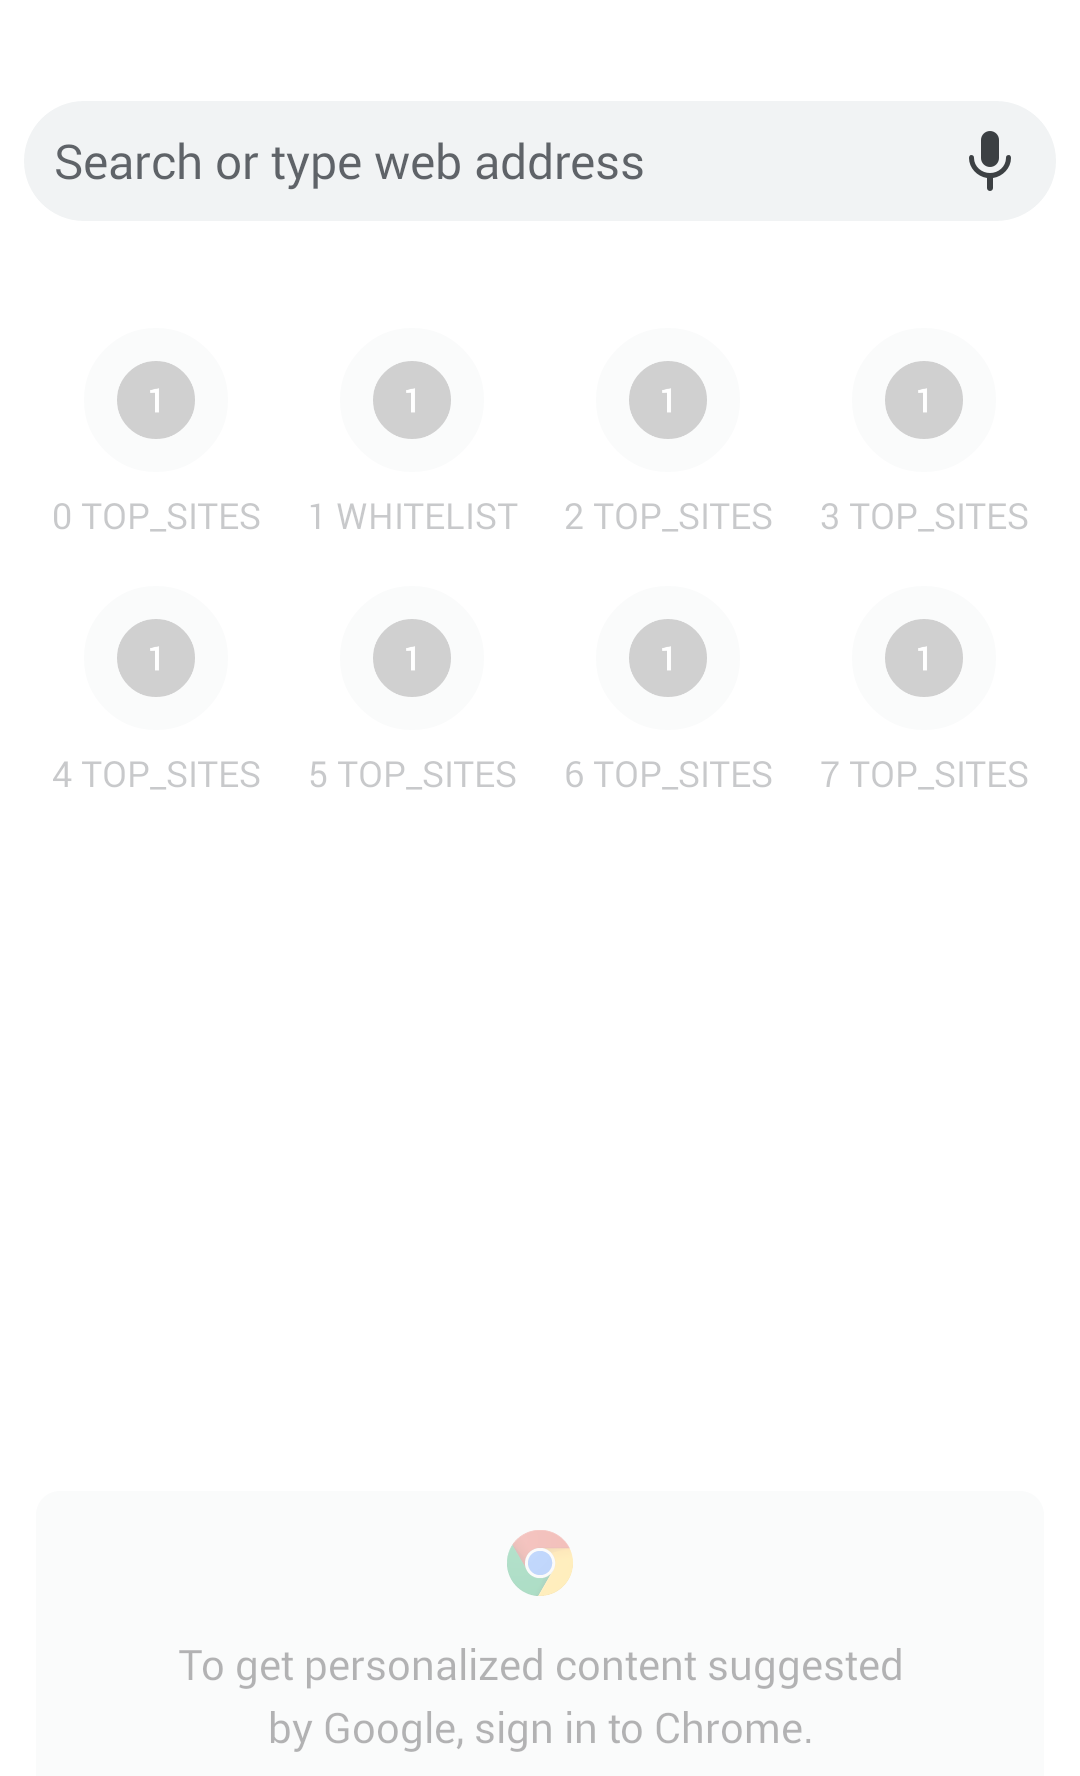 Search or type web address
1 1 1 1
0 TOP_SITES 1 WHITELIST 2 TOP_SITES 3 TOP_SITES
1 1 1 1
4 TOP_SITES 5 TOP_SITES 6 TOP_SITES 7 TOP_SITES
To get personalized content suggested
by Google, sign in to Chrome.